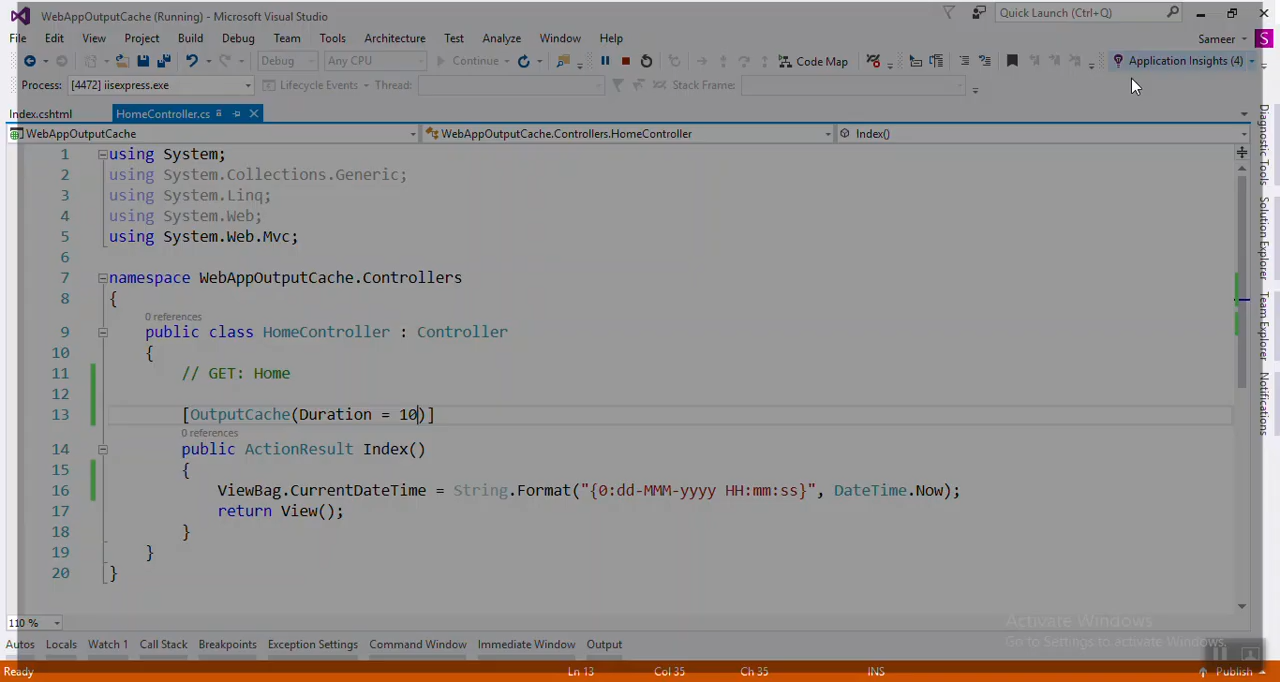 WebAppOutputCache (Running) - Microsoft Visual Studio
Quick Launch (Ctrl+Q)
File Edit View Project Build Debug Team Tools Architecture Test Analyze Window Help
Sameer S
Debug Any CPU Continue Code Map Application Insights (4)
Process: [4472] iisexpress.exe Lifecycle Events Thread: Stack Frame:
Index.cshtml HomeController.cs
WebAppOutputCache WebAppOutputCache.Controllers.HomeController Index()
1 using System;
2 using System.Collections.Generic;
3 using System.Linq;
4 using System.Web;
5 using System.Web.Mvc;
6
7 namespace WebAppOutputCache.Controllers
8 {
0 references
9 public class HomeController : Controller
10 {
11 // GET: Home
12
13 [OutputCache(Duration = 10)]
0 references
14 public ActionResult Index()
15 {
16 ViewBag.CurrentDateTime = String.Format("{0:dd-MMM-yyyy HH:mm:ss}", DateTime.Now);
17 return View();
18 }
19 }
20 }
Diagnostic Tools
Solution Explorer
Team Explorer
Notifications
110 %
Activate Windows
Go to Settings to activate Windows.
Autos Locals Watch 1 Call Stack Breakpoints Exception Settings Command Window Immediate Window Output
Ready Ln 13 Col 35 Ch 35 INS Publish